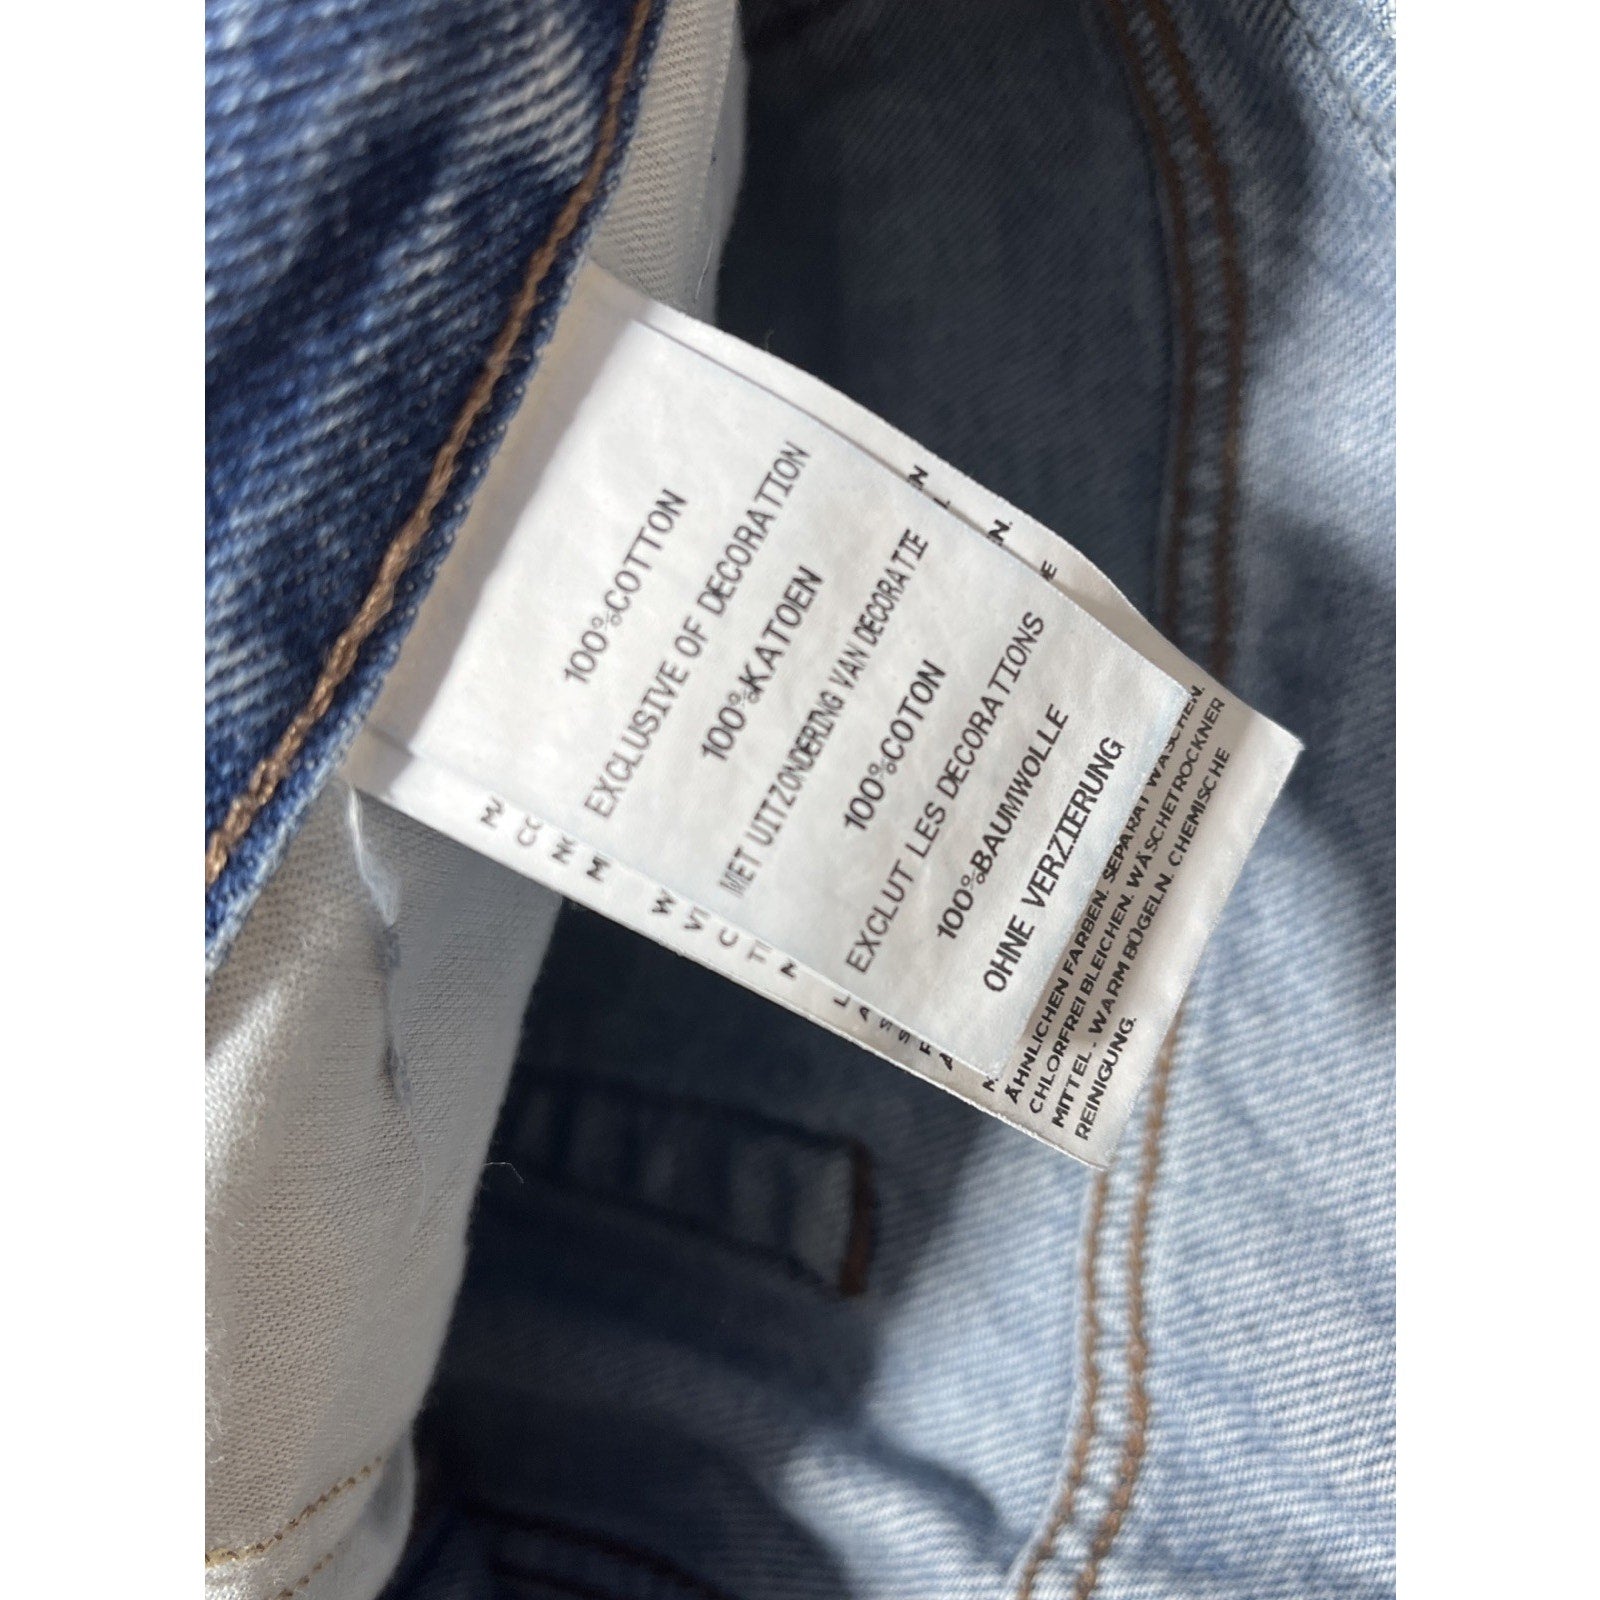 100%COTTON
EXCLUSIVE OF DECORATION
100%KATOEN
MET UITZONDERING VAN DECORATIE
100%COTON
EXCLUT LES DECORATIONS
100%BAUMWOLLE
OHNE VERZIERUNG
ÄHNLICHEN FARBEN. SEPARAT WASCHEN.
CHLORFREI BLEICHEN. WÄSCHETROCKNER
MITTEL - WARM BÜGELN. CHEMISCHE
REINIGUNG.